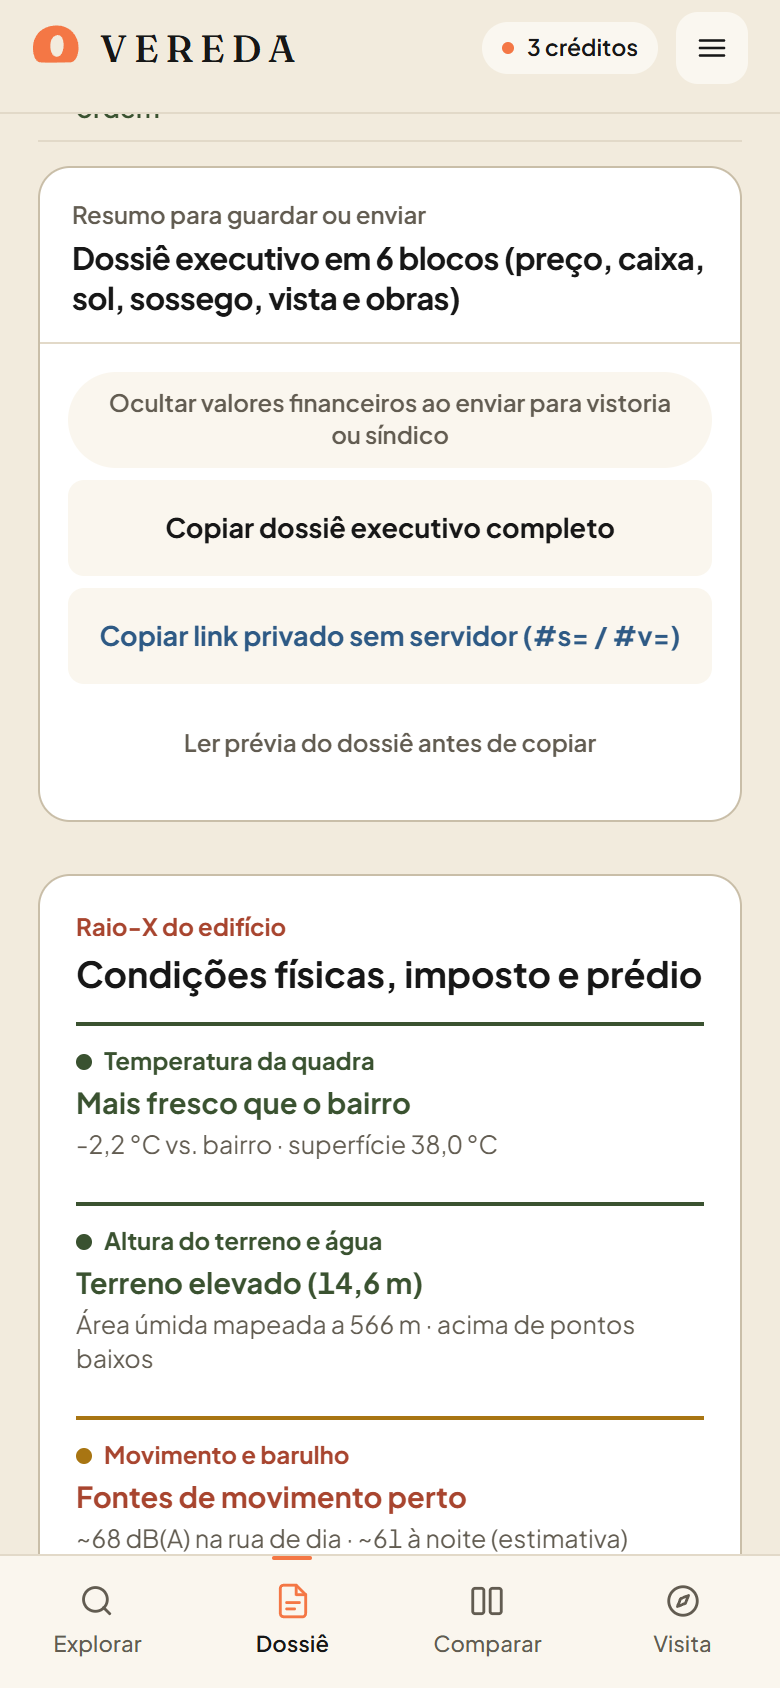 VEREDA
3 créditos
Resumo para guardar ou enviar
Dossiê executivo em 6 blocos (preço, caixa,
sol, sossego, vista e obras)
Ocultar valores financeiros ao enviar para vistoria
ou síndico
Copiar dossiê executivo completo
Copiar link privado sem servidor (#s= / #v=)
Ler prévia do dossiê antes de copiar
Raio-X do edifício
Condições físicas, imposto e prédio
Temperatura da quadra
Mais fresco que o bairro
-2,2 °C vs. bairro · superfície 38,0 °C
Altura do terreno e água
Terreno elevado (14,6 m)
Área úmida mapeada a 566 m · acima de pontos
baixos
Movimento e barulho
Fontes de movimento perto
~68 dB(A) na rua de dia · ~61 à noite (estimativa)
Explorar
Dossiê
Comparar
Visita